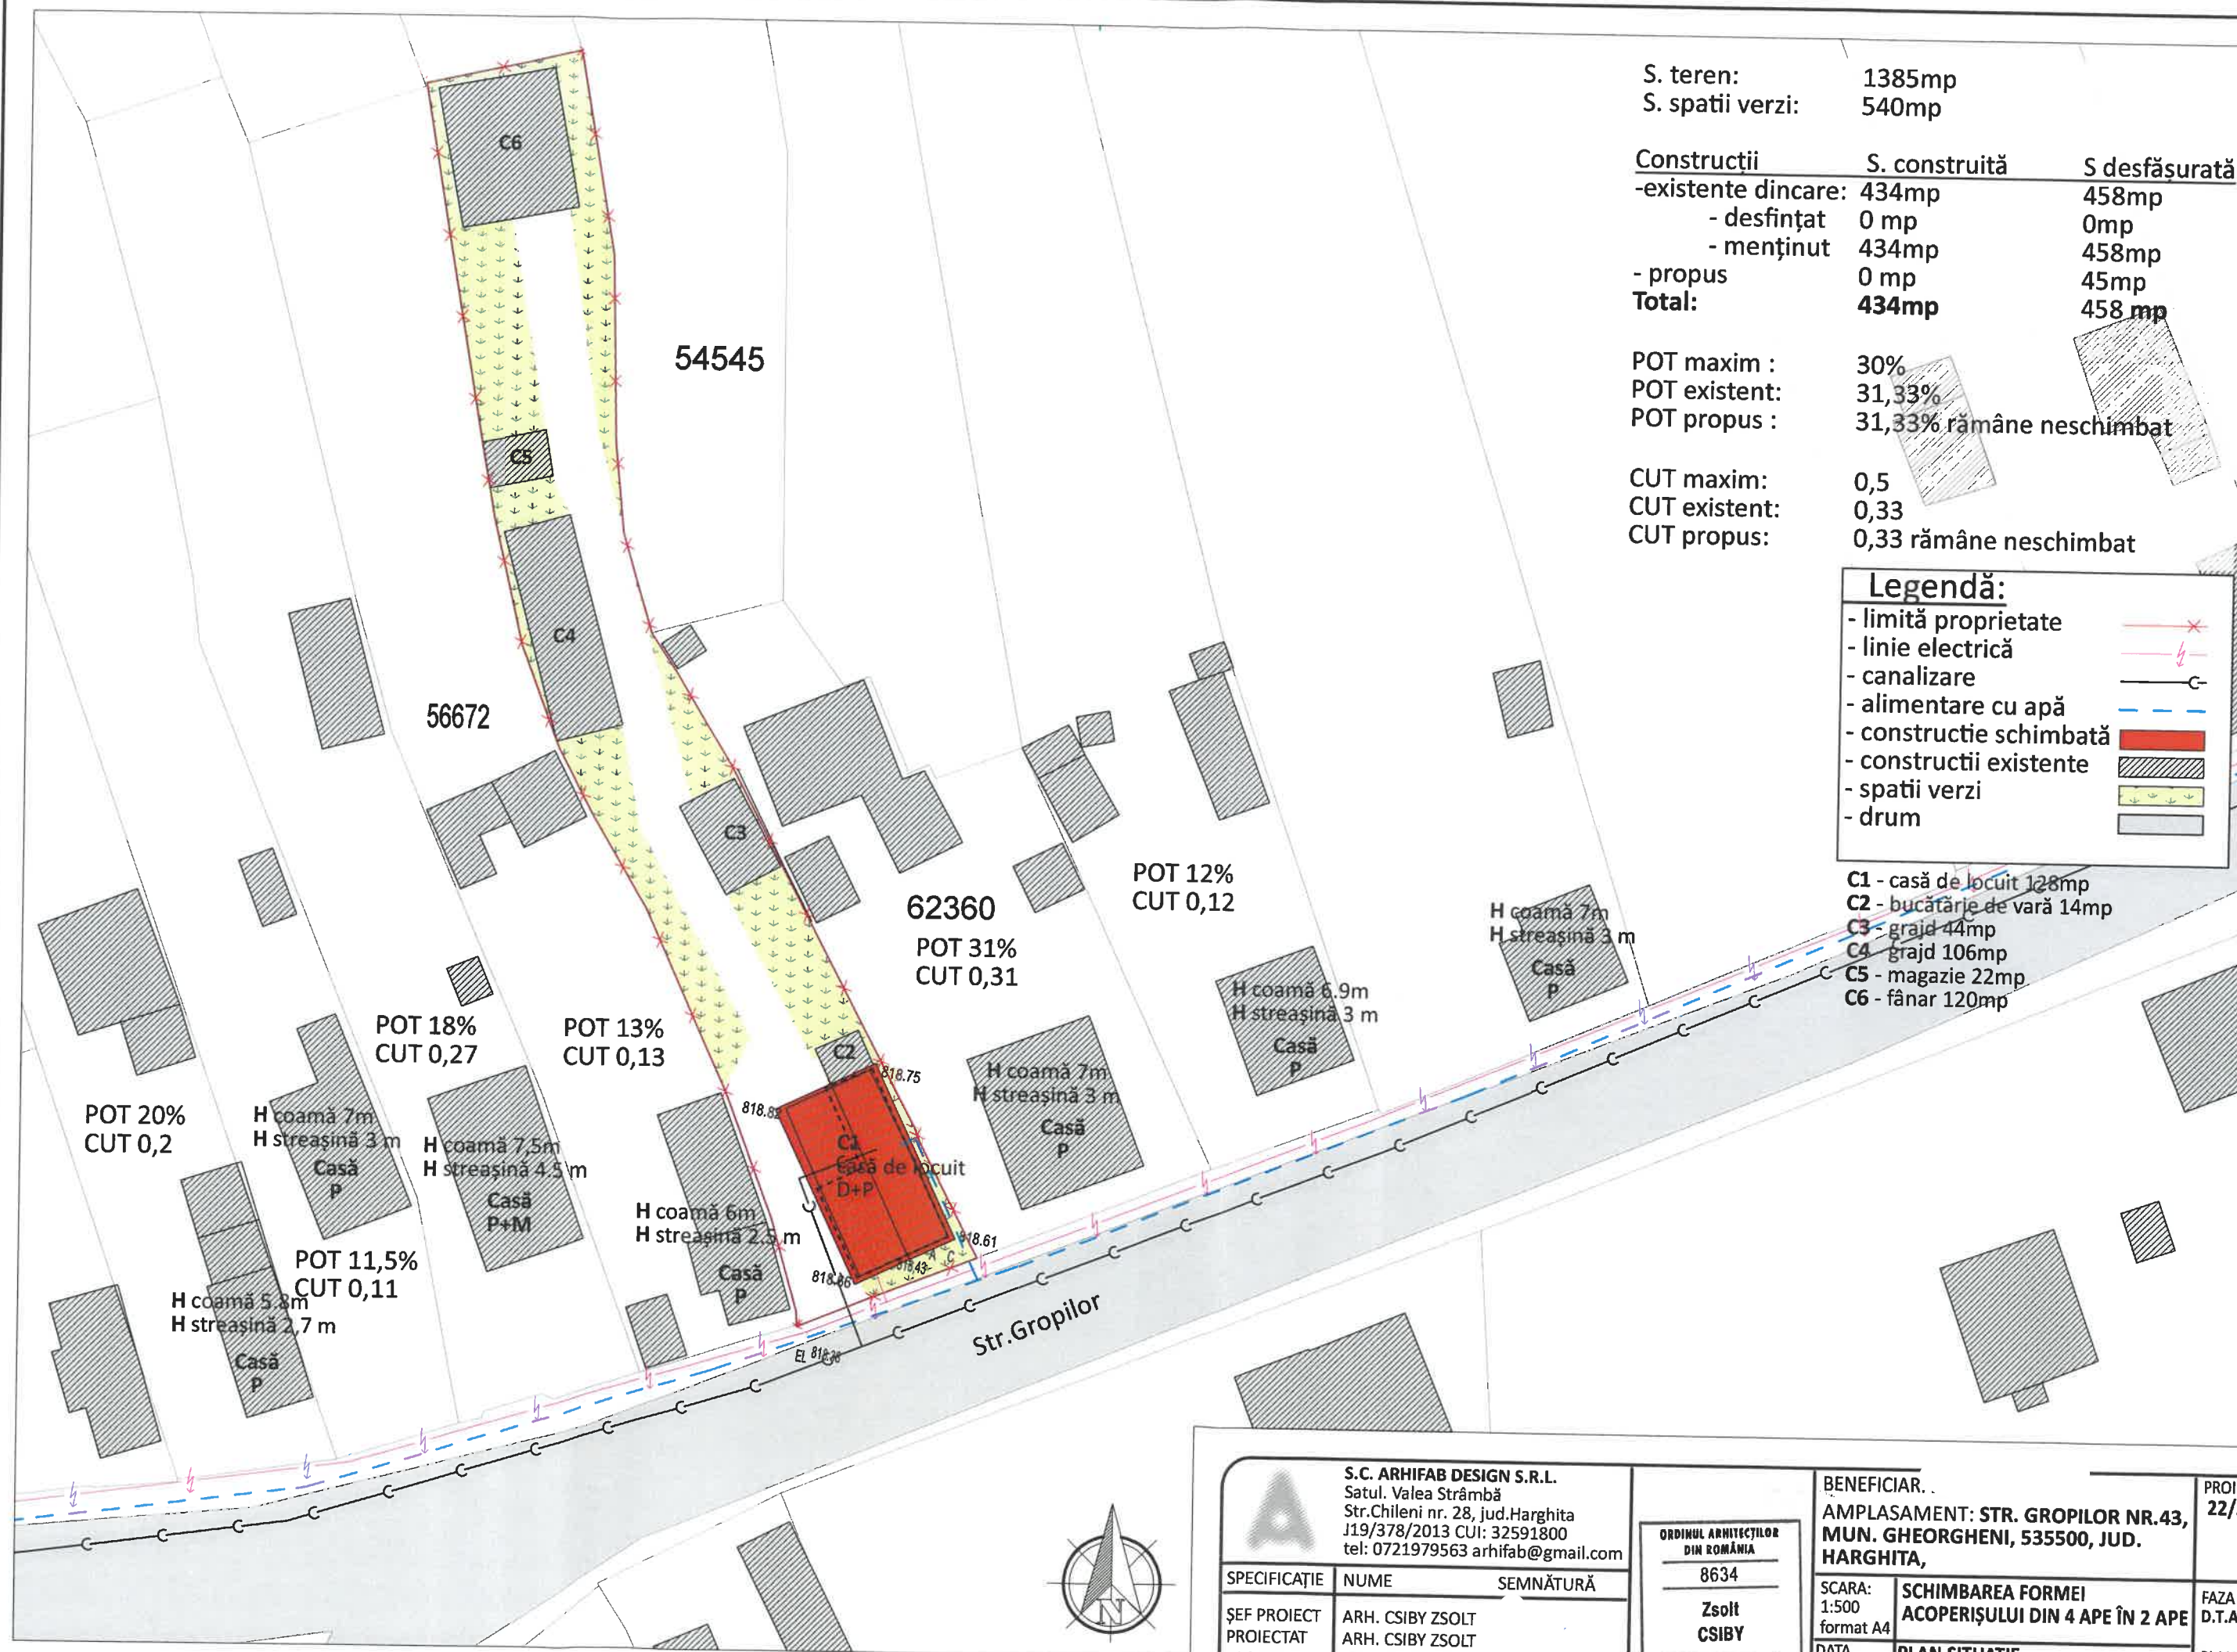 S. teren: 1385mp
S. spatii verzi: 540mp
Construcții S. construită S desfășurată
-existente dincare: 434mp 458mp
- desfințat 0 mp 0mp
- menținut 434mp 458mp
- propus 0 mp 45mp
Total: 434mp 458 mp
POT maxim : 30%
POT existent: 31,33%
POT propus : 31,33% rămâne neschimbat
CUT maxim: 0,5
CUT existent: 0,33
CUT propus: 0,33 rămâne neschimbat
Legendă:
- limită proprietate
- linie electrică
- canalizare
- alimentare cu apă
- constructie schimbată
- constructii existente
- spatii verzi
- drum
C1 - casă de locuit 128mp
C2 - bucătărie de vară 14mp
C3 - grajd 44mp
C4 - grajd 106mp
C5 - magazie 22mp
C6 - fânar 120mp
C6
54545
C5
C4
56672
C3
62360
POT 31%
CUT 0,31
POT 12%
CUT 0,12
H coamă 7m
H streașină 3 m
Casă
P
H coamă 6.9m
H streașină 3 m
Casă
P
H coamă 7m
H streașină 3 m
Casă
P
POT 18%
CUT 0,27
POT 13%
CUT 0,13
C2
818.75
818.82
C1
Casă de locuit
D+P
818.61
818.43
A C
818.66
POT 20%
CUT 0,2
H coamă 7m
H streașină 3 m
Casă
P
H coamă 7,5m
H streașină 4.5 m
Casă
P+M
H coamă 6m
H streașină 2.5 m
Casă
P
POT 11,5%
CUT 0,11
H coamă 5.8m
H streașină 2,7 m
Casă
P
EL
Str.Gropilor
N
A
S.C. ARHIFAB DESIGN S.R.L.
Satul. Valea Strâmbă
Str.Chileni nr. 28, jud.Harghita
J19/378/2013 CUI: 32591800
tel: 0721979563 arhifab@gmail.com
SPECIFICAȚIE NUME SEMNĂTURĂ
ȘEF PROIECT ARH. CSIBY ZSOLT
PROIECTAT ARH. CSIBY ZSOLT
ORDINUL ARHITECȚILOR
DIN ROMÂNIA
8634
Zsolt
CSIBY
BENEFICIAR.
AMPLASAMENT: STR. GROPILOR NR.43,
MUN. GHEORGHENI, 535500, JUD.
HARGHITA,
SCARA:
1:500
format A4
SCHIMBAREA FORMEI
ACOPERIȘULUI DIN 4 APE ÎN 2 APE
PROI
22/
FAZA
D.T.A